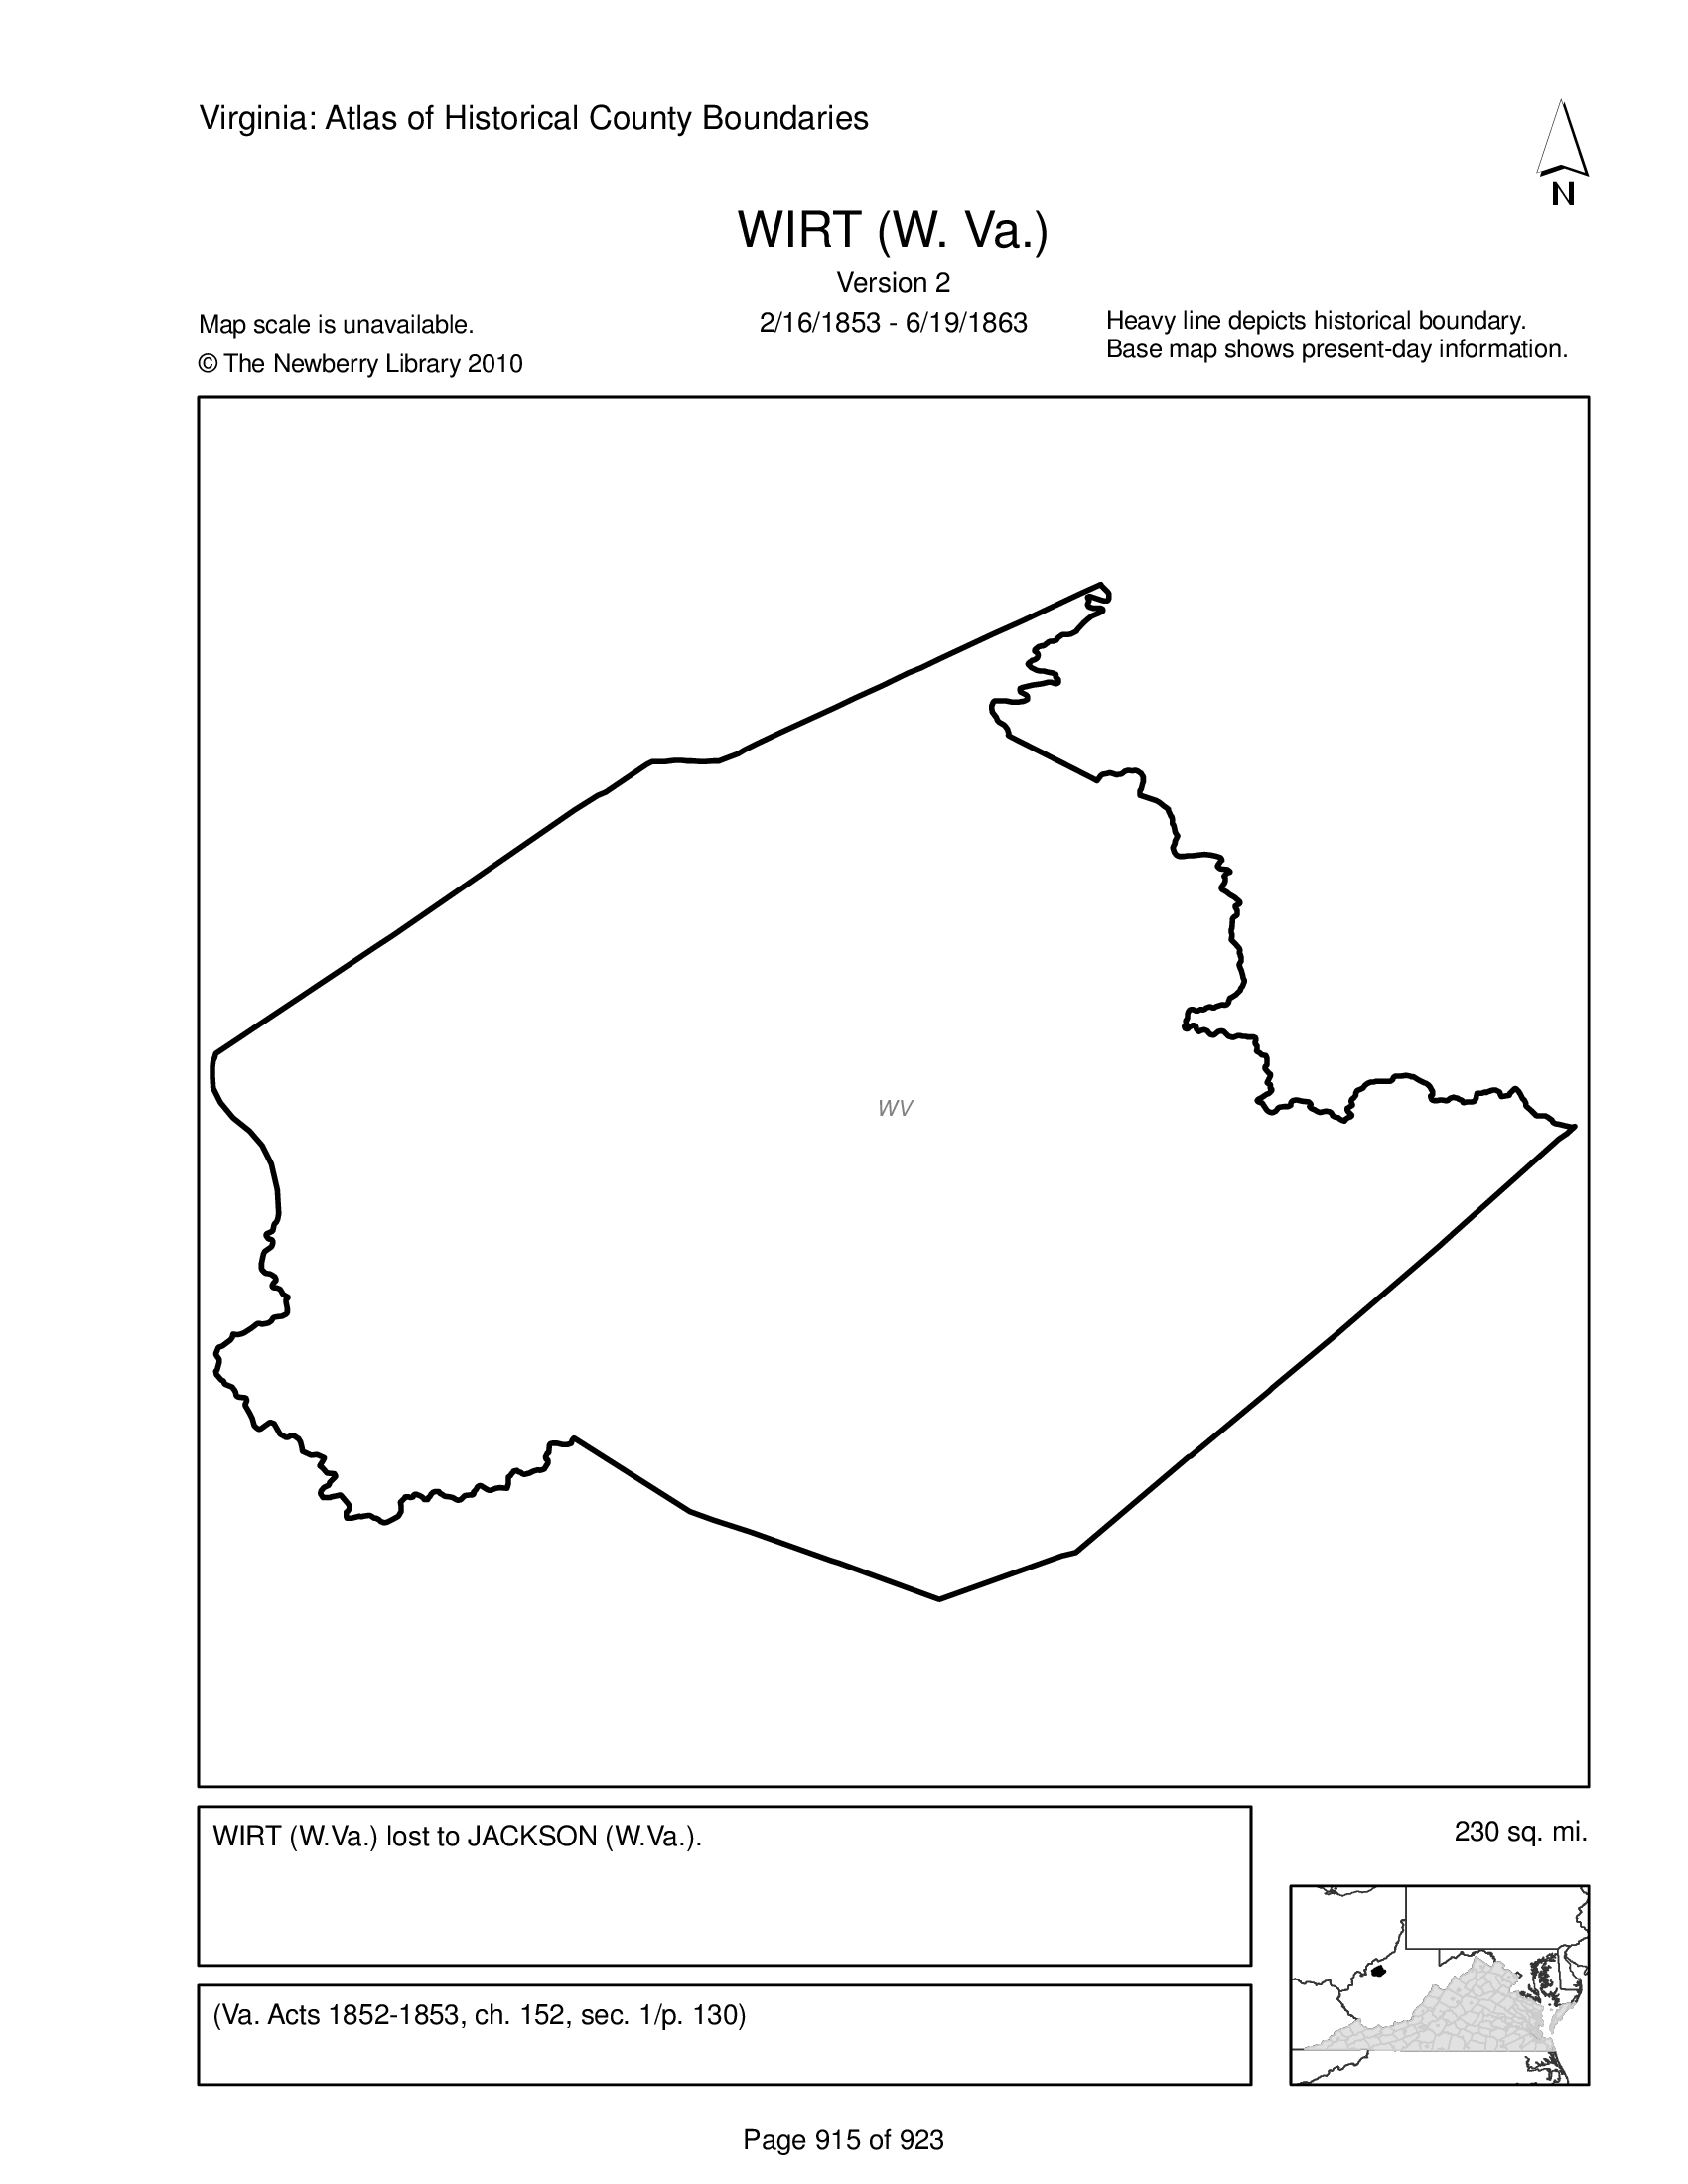 Virginia: Atlas of Historical County Boundaries
N
WIRT (W. Va.)
Version 2
2/16/1853 - 6/19/1863
Map scale is unavailable.
© The Newberry Library 2010
Heavy line depicts historical boundary.
Base map shows present-day information.
WV
WIRT (W.Va.) lost to JACKSON (W.Va.).
230 sq. mi.
(Va. Acts 1852-1853, ch. 152, sec. 1/p. 130)
Page 915 of 923